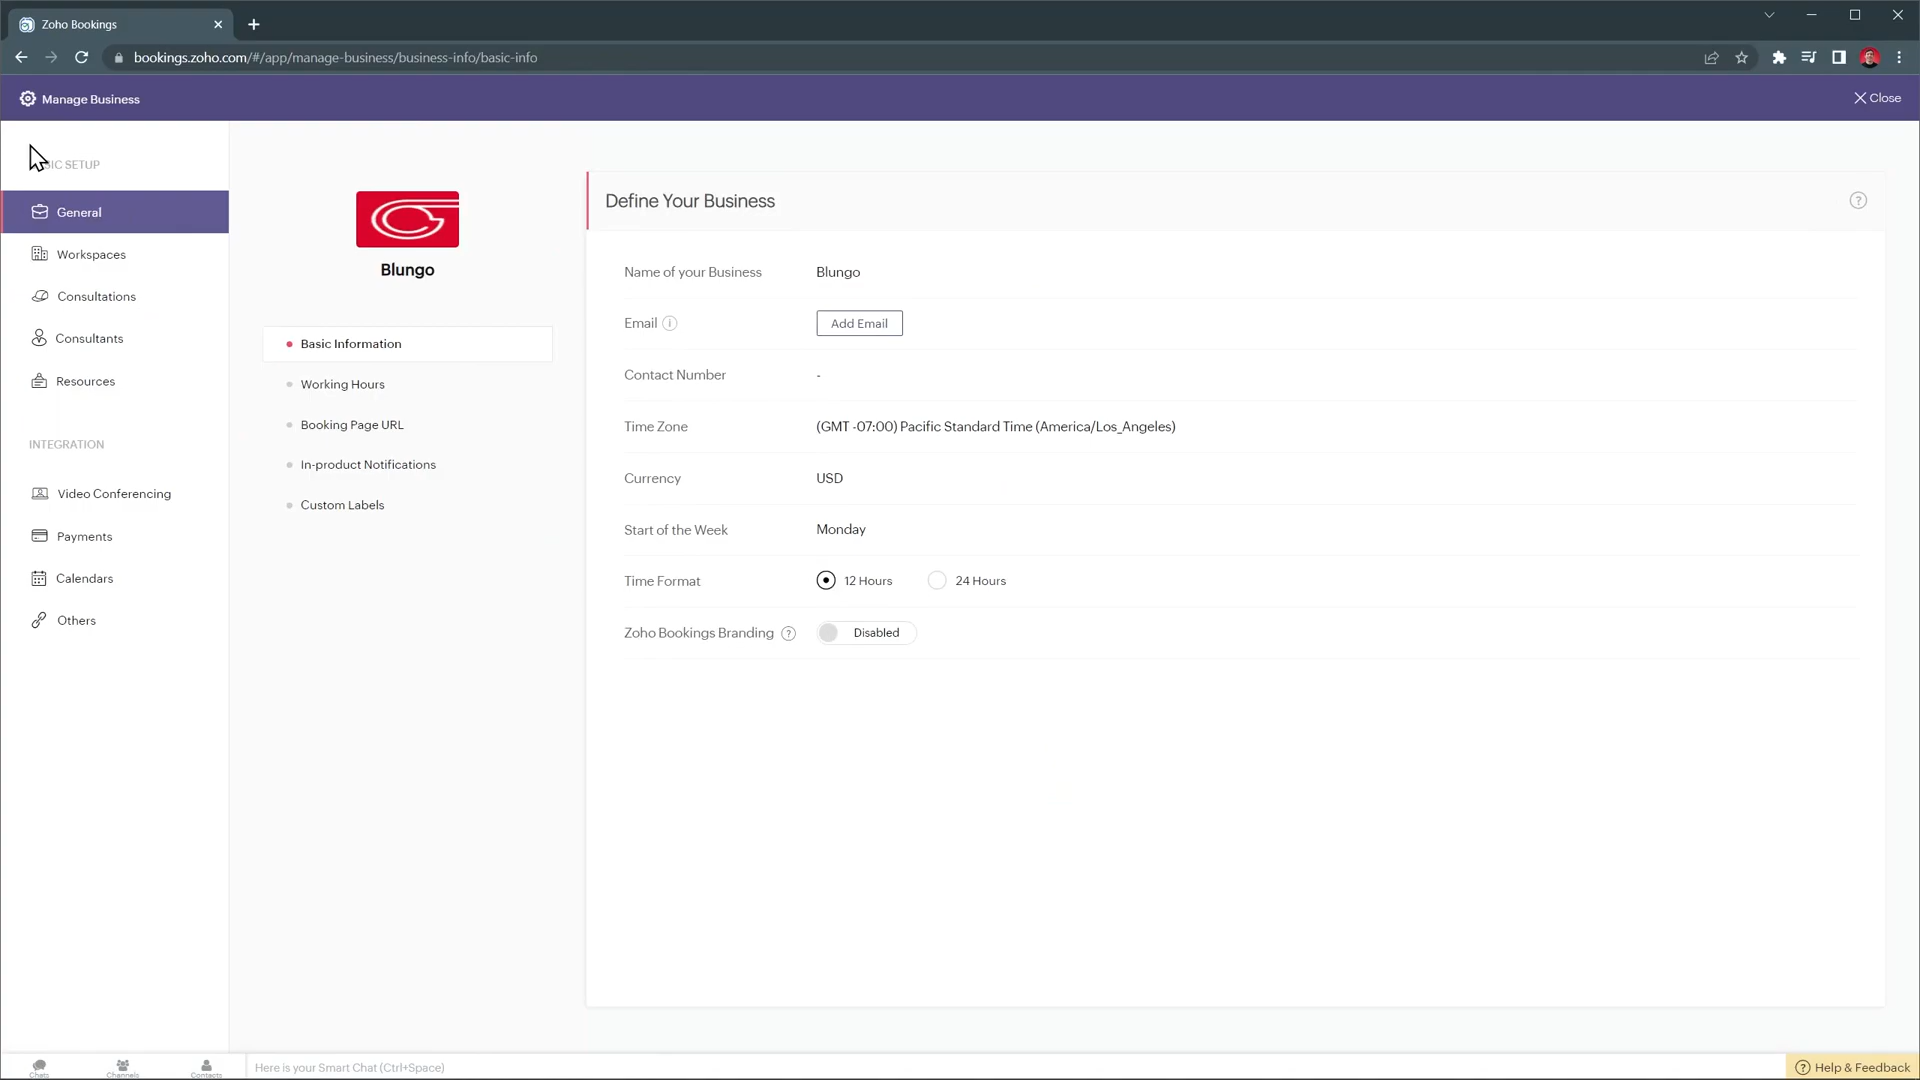 Zoho Bookings
bookings.zoho.com/#/app/manage-business/business-info/basic-info
Manage Business
Close
SETUP
General
Workspaces
Consultations
Consultants
Resources
INTEGRATION
Video Conferencing
Payments
Calendars
Others
Blungo
Basic Information
Working Hours
Booking Page URL
In-product Notifications
Custom Labels
Define Your Business
Name of your Business Blungo
Email Add Email
Contact Number -
Time Zone (GMT -07:00) Pacific Standard Time (America/Los_Angeles)
Currency USD
Start of the Week Monday
Time Format 12 Hours 24 Hours
Zoho Bookings Branding ? Disabled
Chats Channels Contacts Here is your Smart Chat (Ctrl+Space)
Help & Feedback